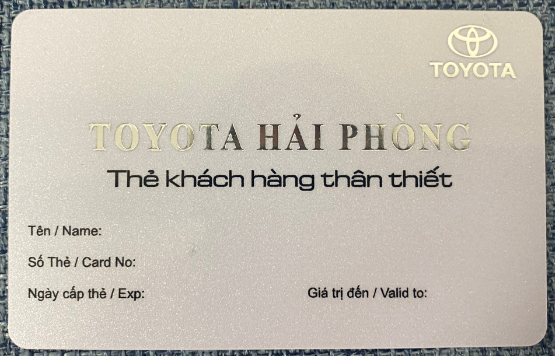 TOYOTA
TOYOTA HẢI PHÒNG
Thẻ khách hàng thân thiết
Tên / Name:
Số Thẻ / Card No:
Ngày cấp thẻ / Exp:
Giá trị đến / Valid to: